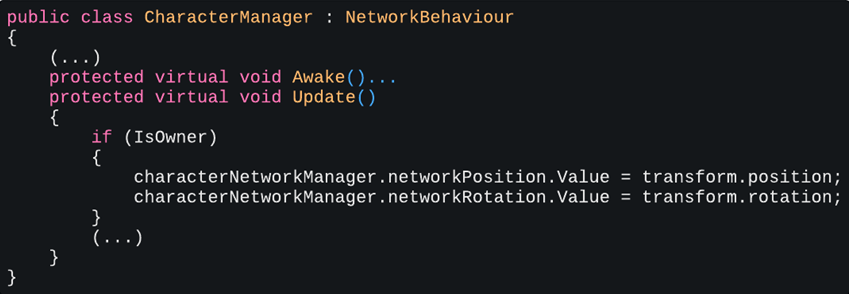 public class CharacterManager : NetworkBehaviour
{
    (...)
    protected virtual void Awake()...
    protected virtual void Update()
    {
        if (IsOwner)
        {
            characterNetworkManager.networkPosition.Value = transform.position;
            characterNetworkManager.networkRotation.Value = transform.rotation;
        }
        (...)
    }
}